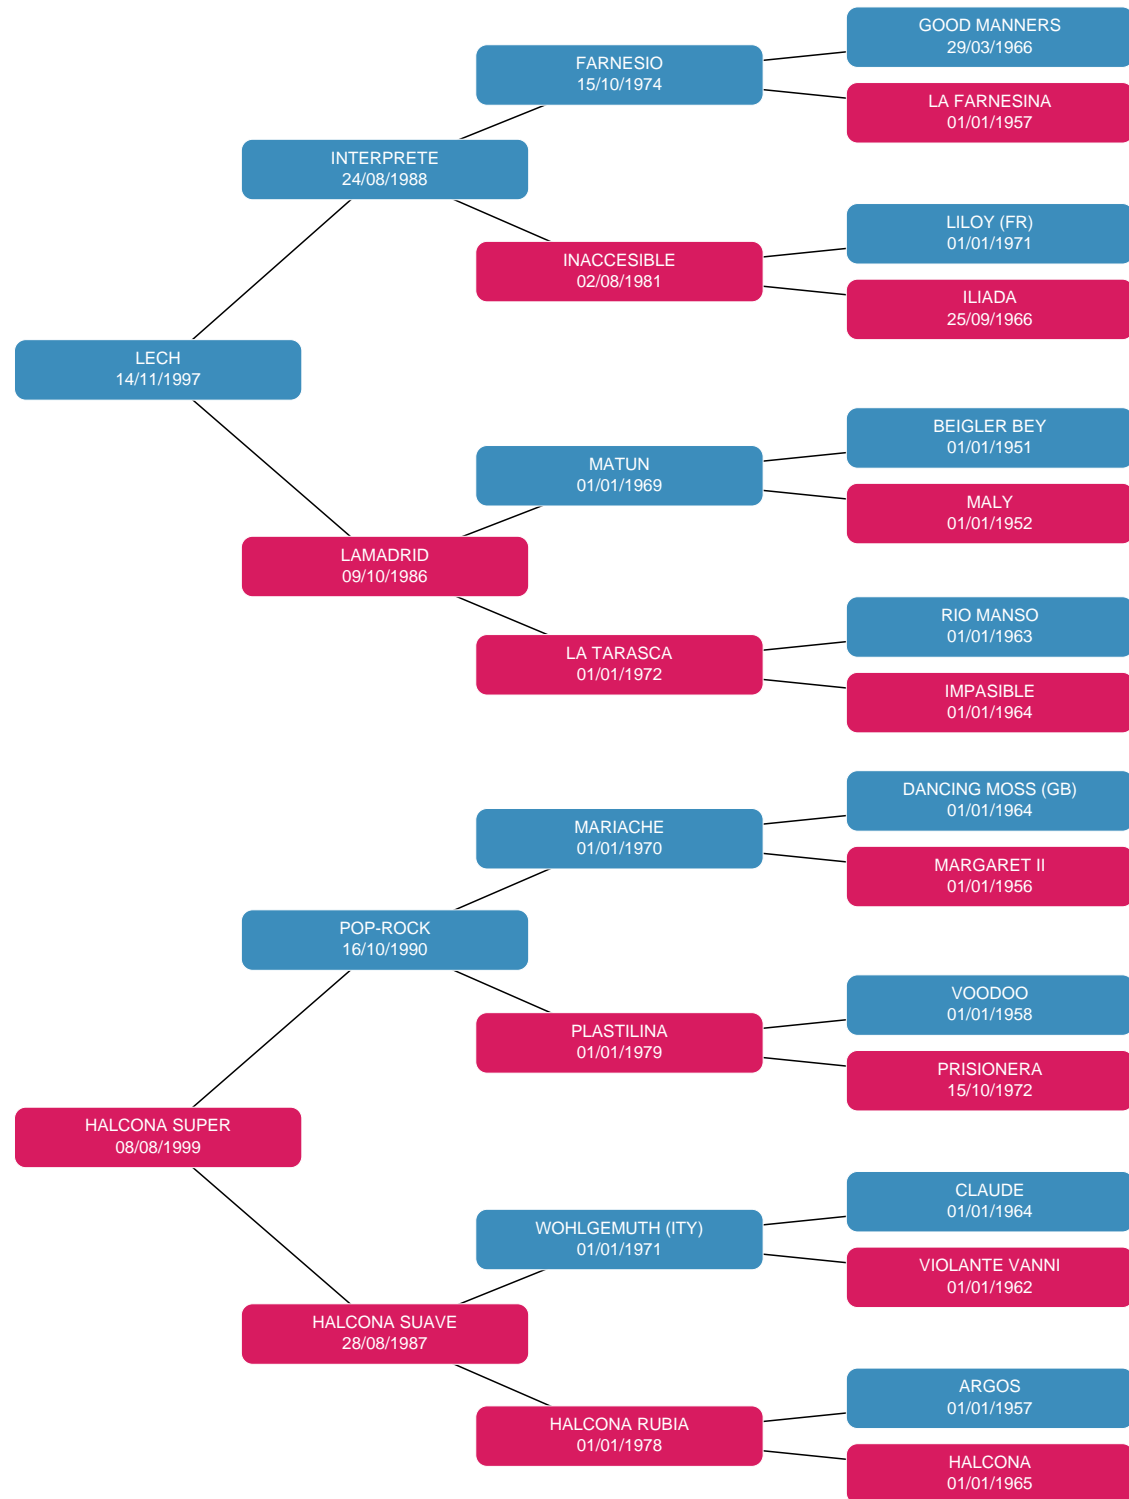 GOOD MANNERS
29/03/1966
FARNESIO
15/10/1974
LA FARNESINA
01/01/1957
INTERPRETE
24/08/1988
LILOY (FR)
01/01/1971
INACCESIBLE
02/08/1981
ILIADA
25/09/1966
LECH
14/11/1997
BEIGLER BEY
01/01/1951
MATUN
01/01/1969
MALY
01/01/1952
LAMADRID
09/10/1986
RIO MANSO
01/01/1963
LA TARASCA
01/01/1972
IMPASIBLE
01/01/1964
DANCING MOSS (GB)
01/01/1964
MARIACHE
01/01/1970
MARGARET II
01/01/1956
POP-ROCK
16/10/1990
VOODOO
01/01/1958
PLASTILINA
01/01/1979
PRISIONERA
15/10/1972
HALCONA SUPER
08/08/1999
CLAUDE
01/01/1964
WOHLGEMUTH (ITY)
01/01/1971
VIOLANTE VANNI
01/01/1962
HALCONA SUAVE
28/08/1987
ARGOS
01/01/1957
HALCONA RUBIA
01/01/1978
HALCONA
01/01/1965